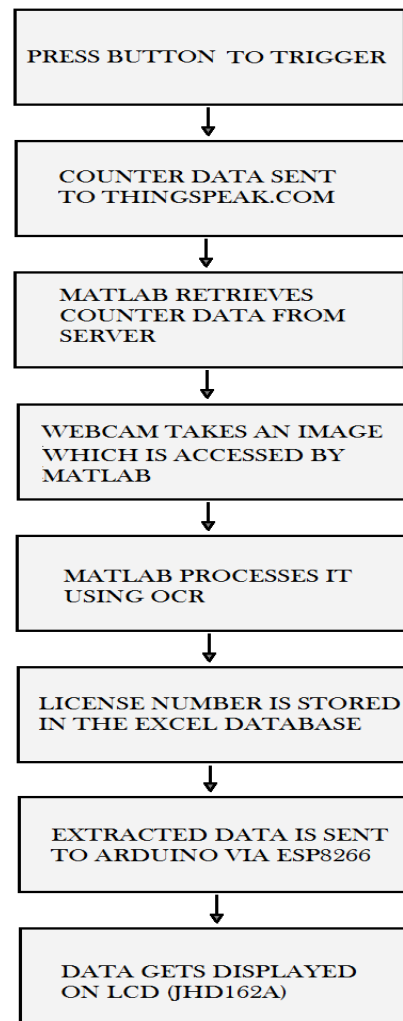 PRESS BUTTON TO TRIGGER
COUNTER DATA SENT
TO THINGSPEAK.COM
MATLAB RETRIEVES
COUNTER DATA FROM
SERVER
WEBCAM TAKES AN IMAGE
WHICH IS ACCESSED BY
MATLAB
MATLAB PROCESSES IT
USING OCR
LICENSE NUMBER IS STORED
IN THE EXCEL DATABASE
EXTRACTED DATA IS SENT
TO ARDUINO VIA ESP8266
DATA GETS DISPLAYED
ON LCD (JHD162A)